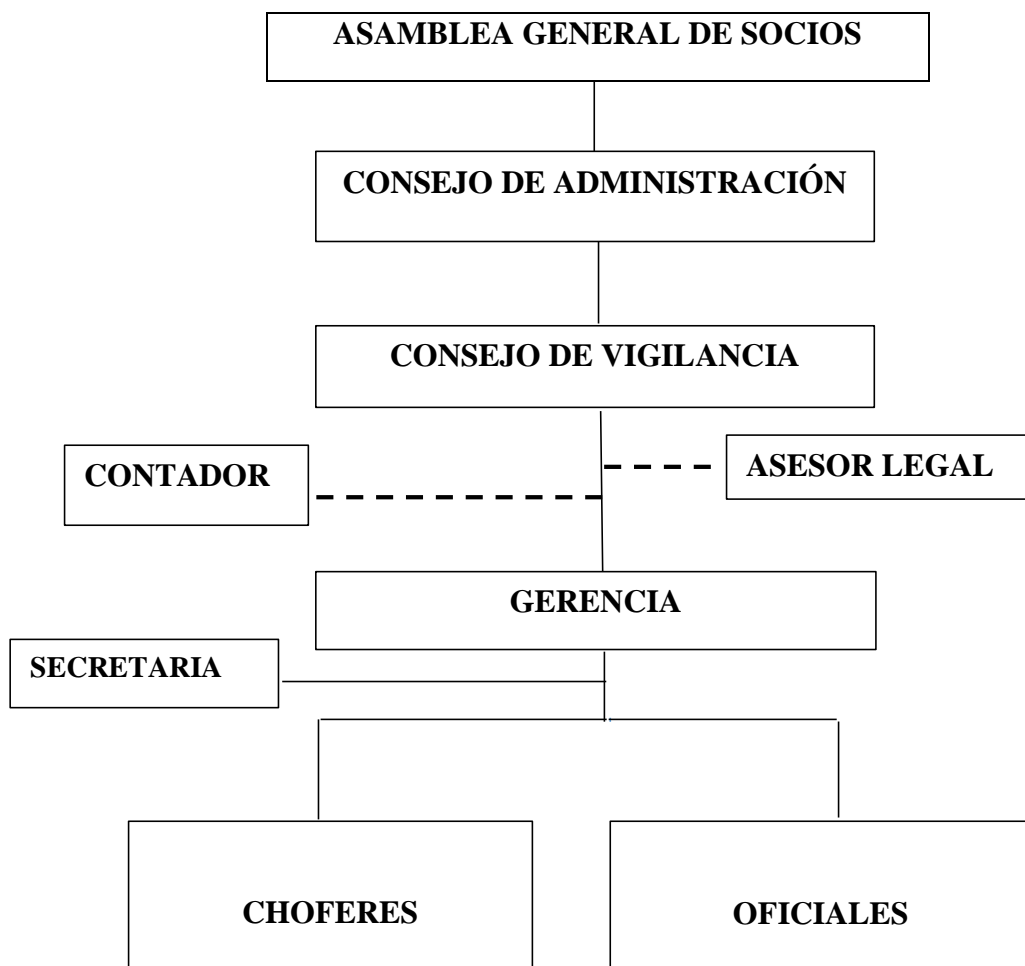 ASAMBLEA GENERAL DE SOCIOS
CONSEJO DE ADMINISTRACIÓN
CONSEJO DE VIGILANCIA
CONTADOR
ASESOR LEGAL
GERENCIA
SECRETARIA
CHOFERES
OFICIALES